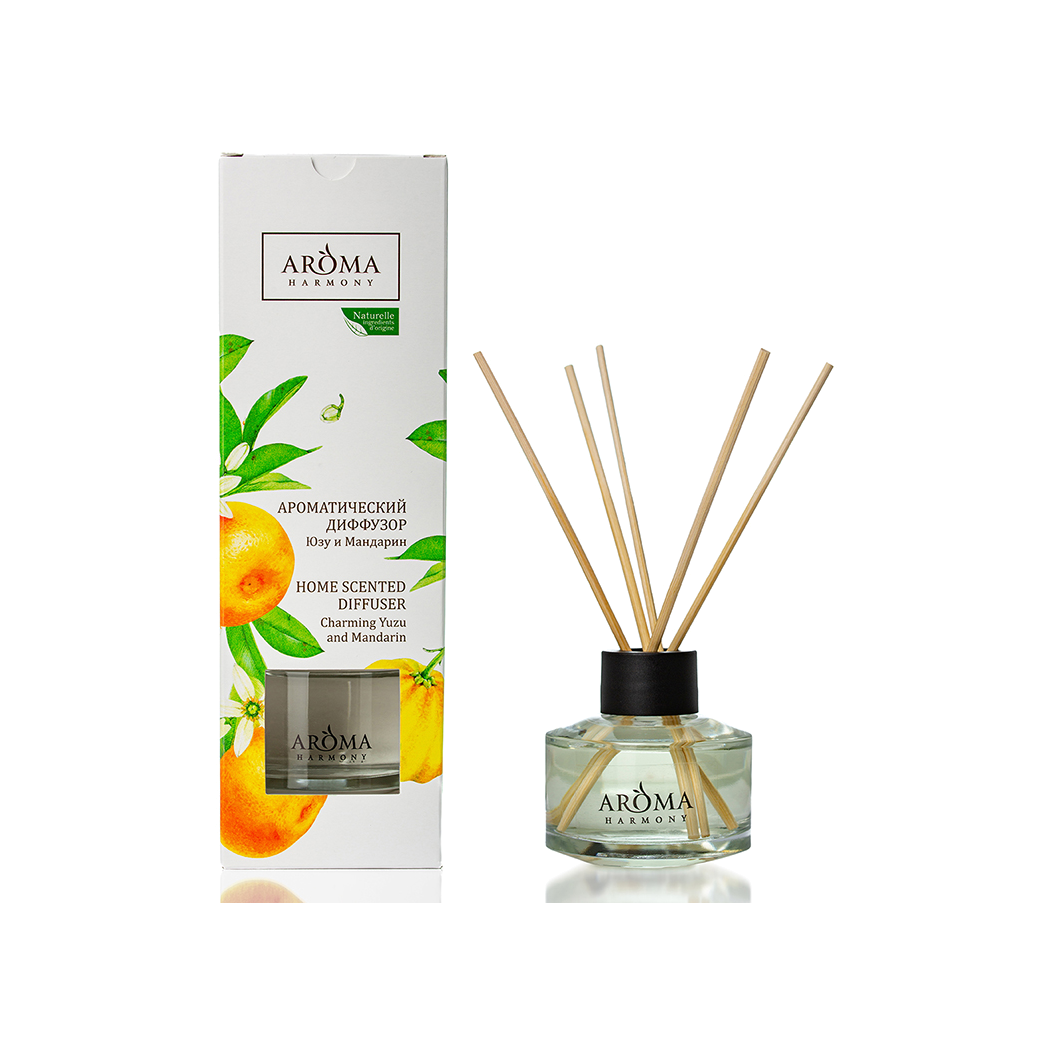 AROMA
HARMONY
Naturelle
ingredients
d'origine
АРОМАТИЧЕСКИЙ
ДИФФУЗОР
Юзу и Мандарин
HOME SCENTED
DIFFUSER
Charming Yuzu
and Mandarin
AROMA
HARMONY
AROMA
HARMONY